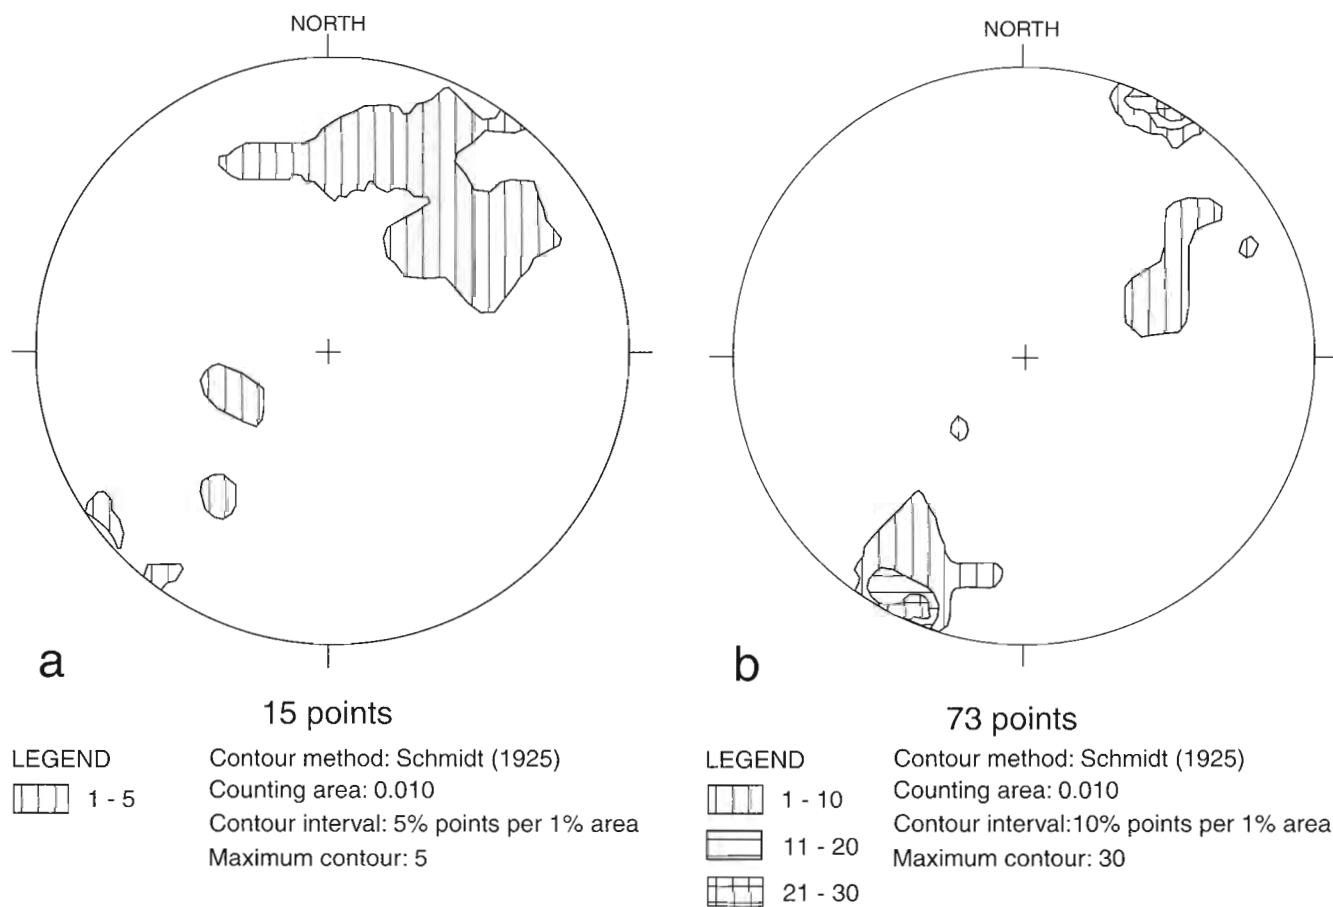 NORTH
a
15 points
LEGEND
1 - 5
Contour method: Schmidt (1925)
Counting area: 0.010
Contour interval: 5% points per 1% area
Maximum contour: 5
NORTH
b
73 points
LEGEND
1 - 10
11 - 20
21 - 30
Contour method: Schmidt (1925)
Counting area: 0.010
Contour interval:10% points per 1% area
Maximum contour: 30